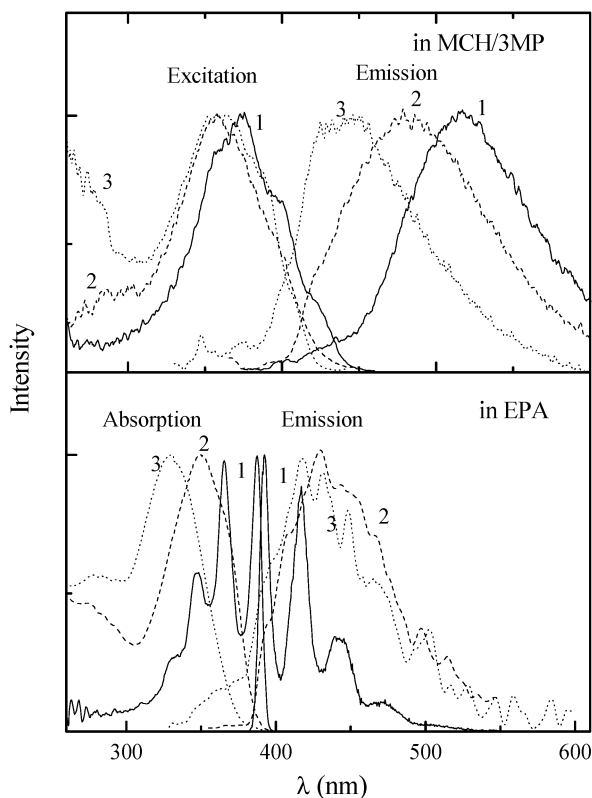 in MCH/3MP
Excitation
Emission
3
2
1
1
3
2
Intensity
in EPA
Absorption
Emission
3
2
1
1
3
2
300
400
500
600
λ (nm)